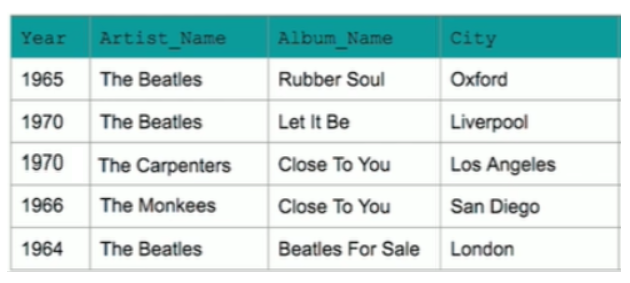 Year Artist_Name Album_Name City
1965 The Beatles Rubber Soul Oxford
1970 The Beatles Let It Be Liverpool
1970 The Carpenters Close To You Los Angeles
1966 The Monkees Close To You San Diego
1964 The Beatles Beatles For Sale London